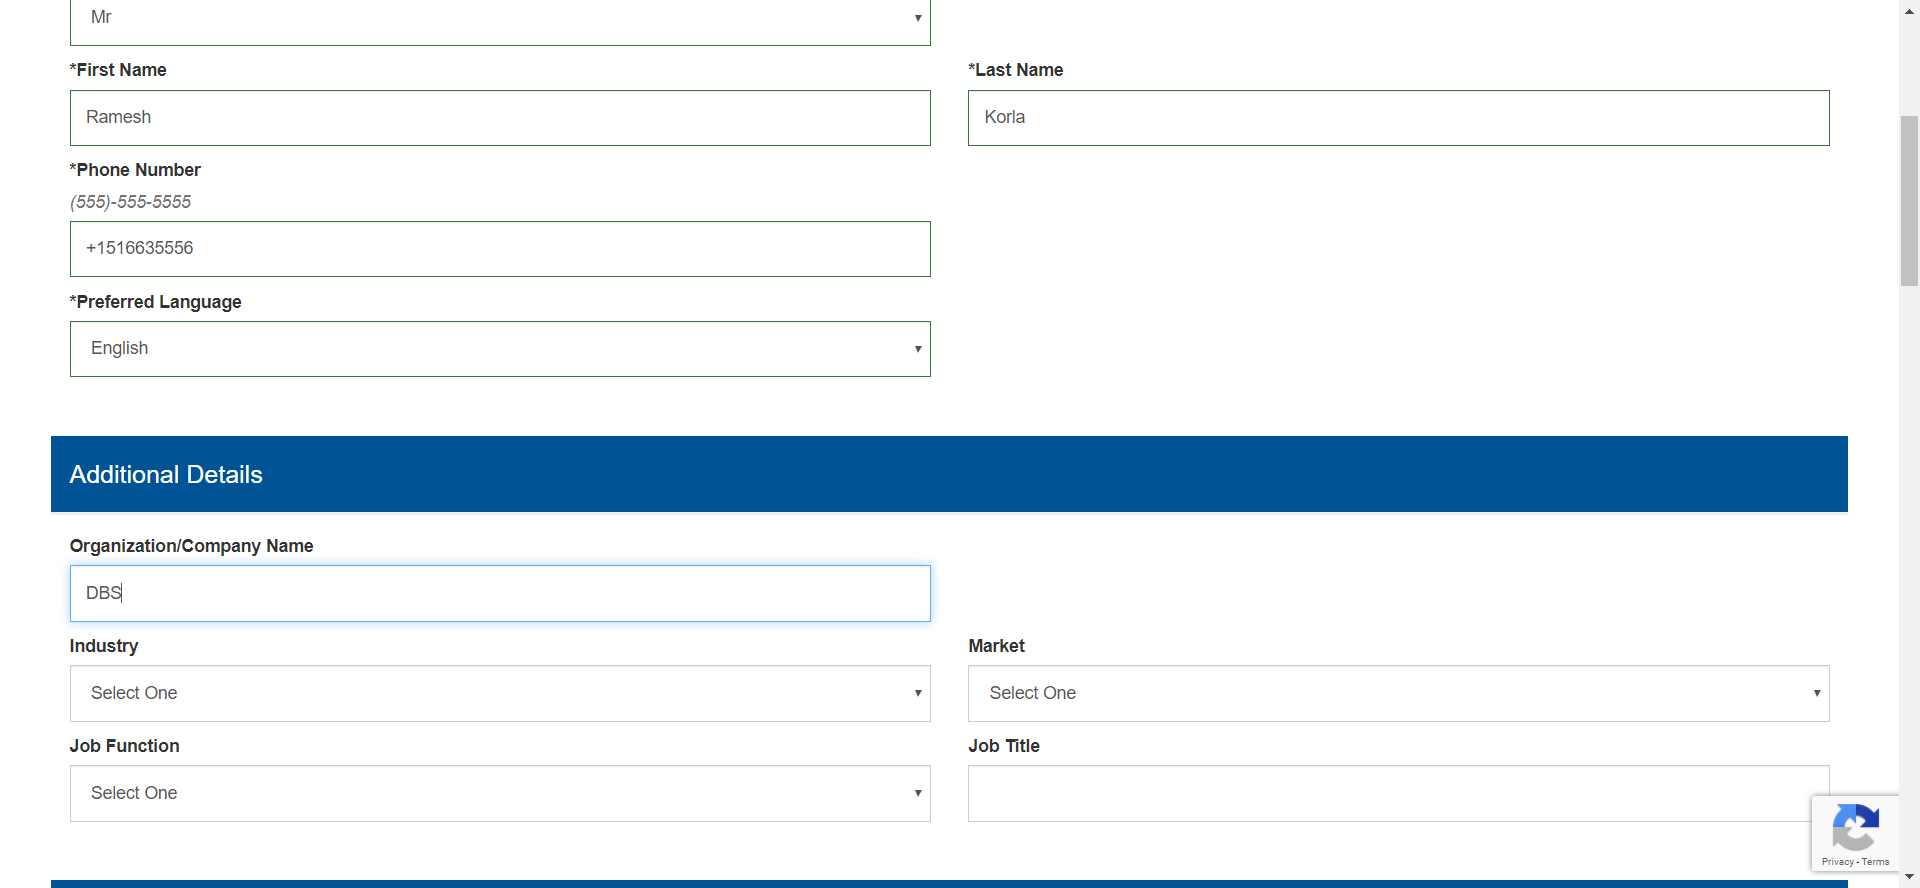 Mr
*First Name
*Last Name
Ramesh
Korla
*Phone Number
(555)-555-5555
+1516635556
*Preferred Language
English
Additional Details
Organization/Company Name
DBS
Industry
Market
Select One
Select One
Job Function
Job Title
Select One
Privacy - Terms